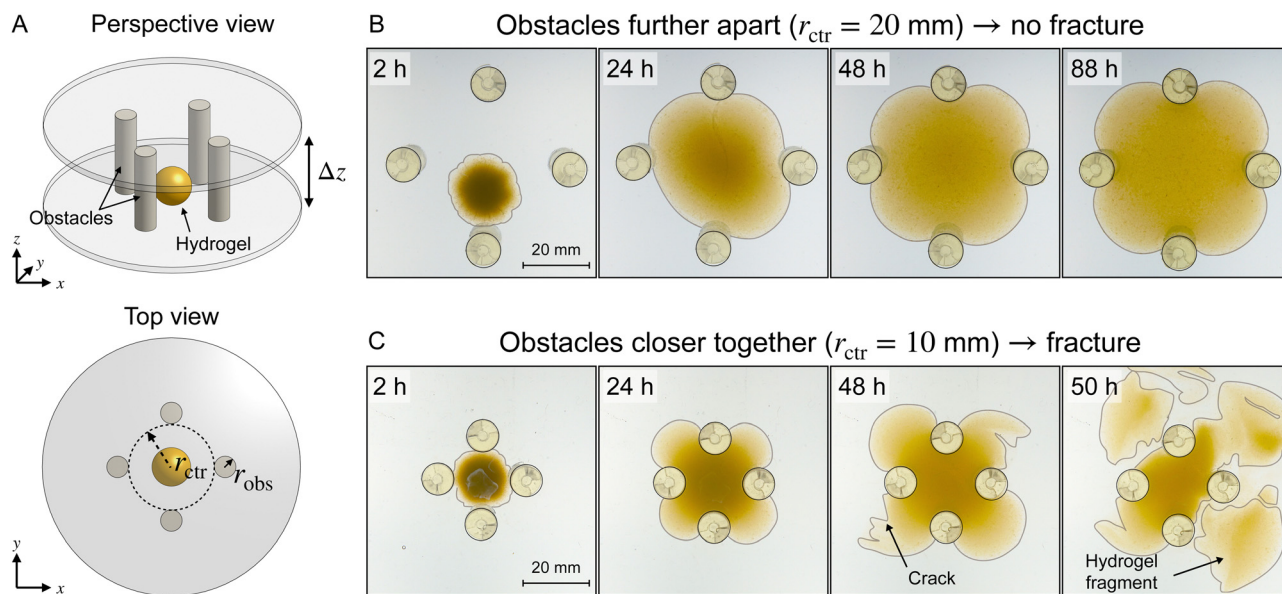 A
Perspective view
Δz
Obstacles
Hydrogel
z
y
x
Top view
r_ctr
r_obs
y
x
B
Obstacles further apart (r_ctr = 20 mm) → no fracture
2 h
24 h
48 h
88 h
20 mm
C
Obstacles closer together (r_ctr = 10 mm) → fracture
2 h
24 h
48 h
50 h
20 mm
Crack
Hydrogel
fragment